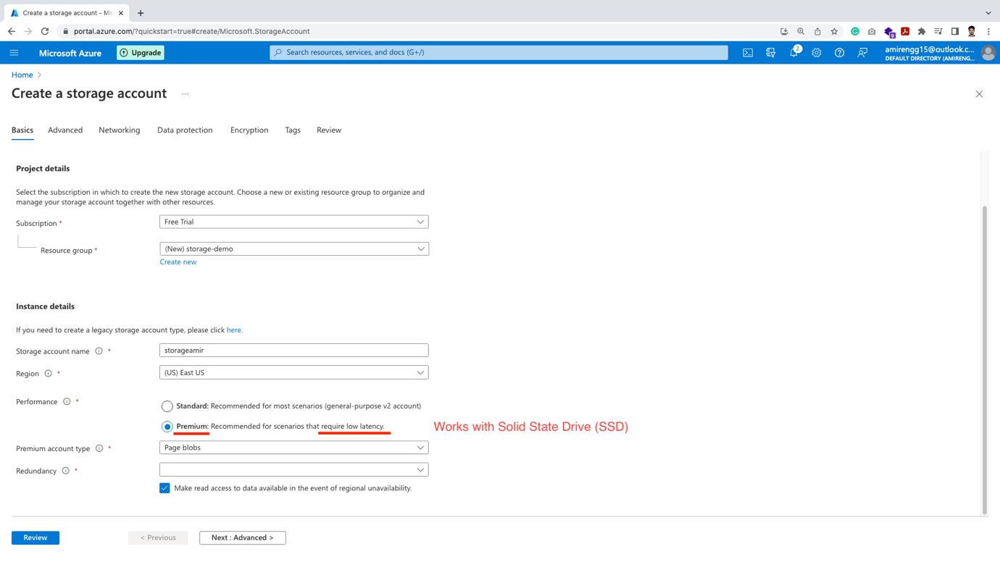 Create a storage account - Mic
portal.azure.com/?quickstart=true#create/Microsoft.StorageAccount
9
Microsoft Azure
Upgrade
Search resources, services, and docs (G+/)
2
amirengg15@outlook.c...
DEFAULT DIRECTORY (AMIRENG...
Home
Create a storage account ...
Basics Advanced Networking Data protection Encryption Tags Review
Project details
Select the subscription in which to create the new storage account. Choose a new or existing resource group to organize and
manage your storage account together with other resources.
Subscription * Free Trial
Resource group * (New) storage-demo
Create new
Instance details
If you need to create a legacy storage account type, please click here.
Storage account name * storageamir
Region * (US) East US
Performance * Standard: Recommended for most scenarios (general-purpose v2 account)
Premium: Recommended for scenarios that require low latency. Works with Solid State Drive (SSD)
Premium account type * Page blobs
Redundancy *
Make read access to data available in the event of regional unavailability.
Review < Previous Next : Advanced >